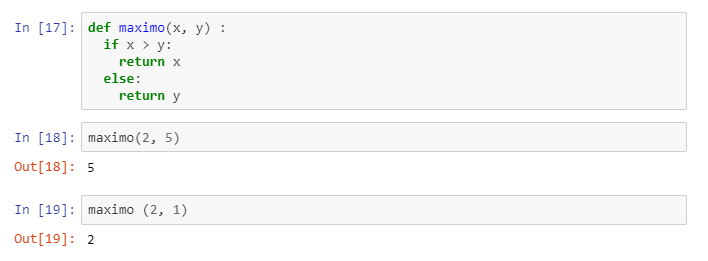 In [17]: def maximo(x, y) :
  if x > y:
    return x
  else:
    return y
In [18]: maximo(2, 5)
Out[18]: 5
In [19]: maximo (2, 1)
Out[19]: 2